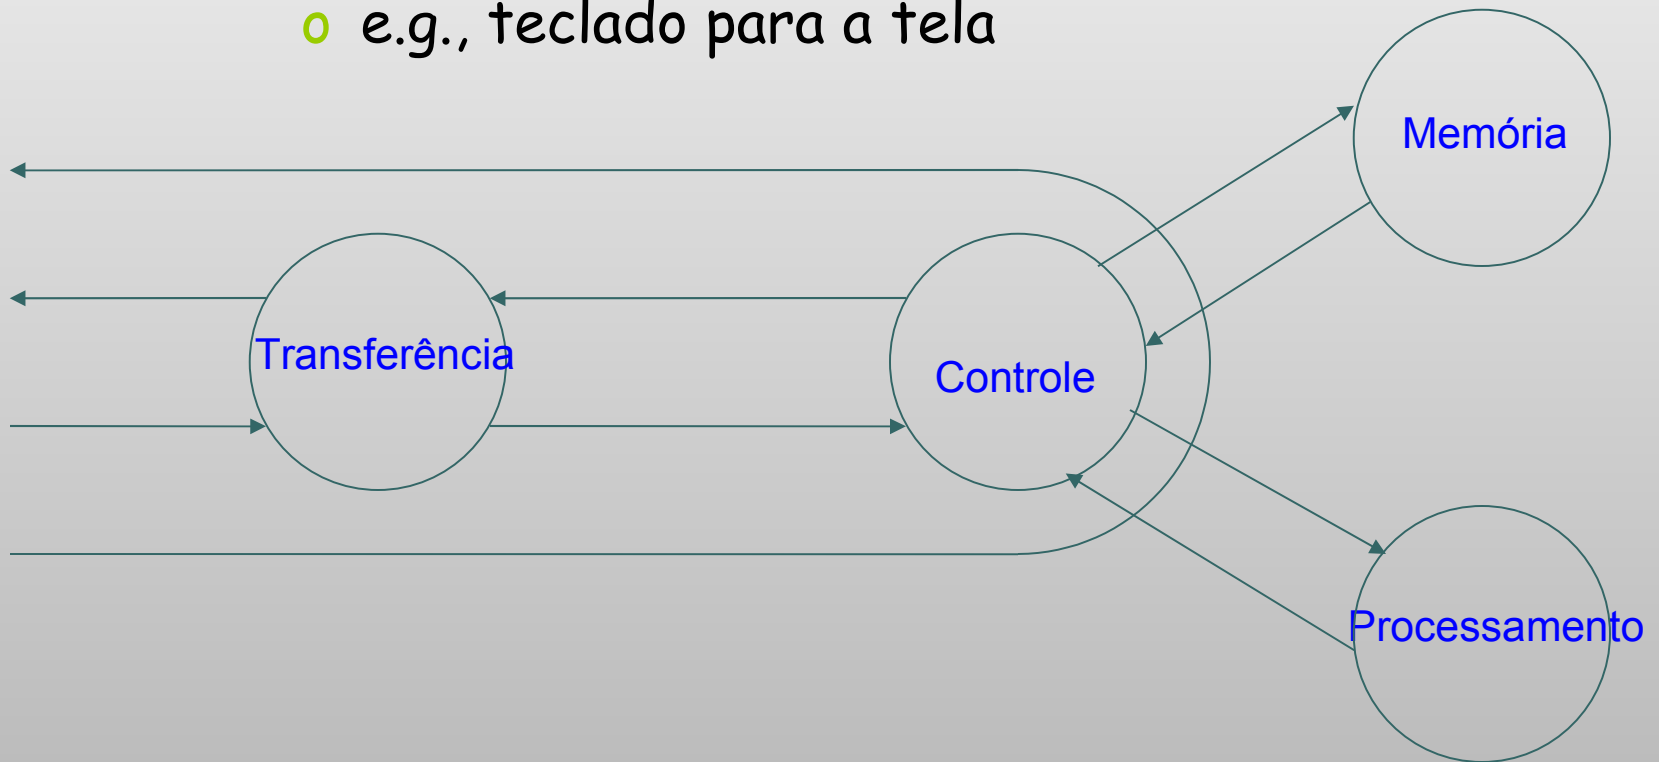 o e.g., teclado para a tela
Memória
Transferência
Controle
Processamento